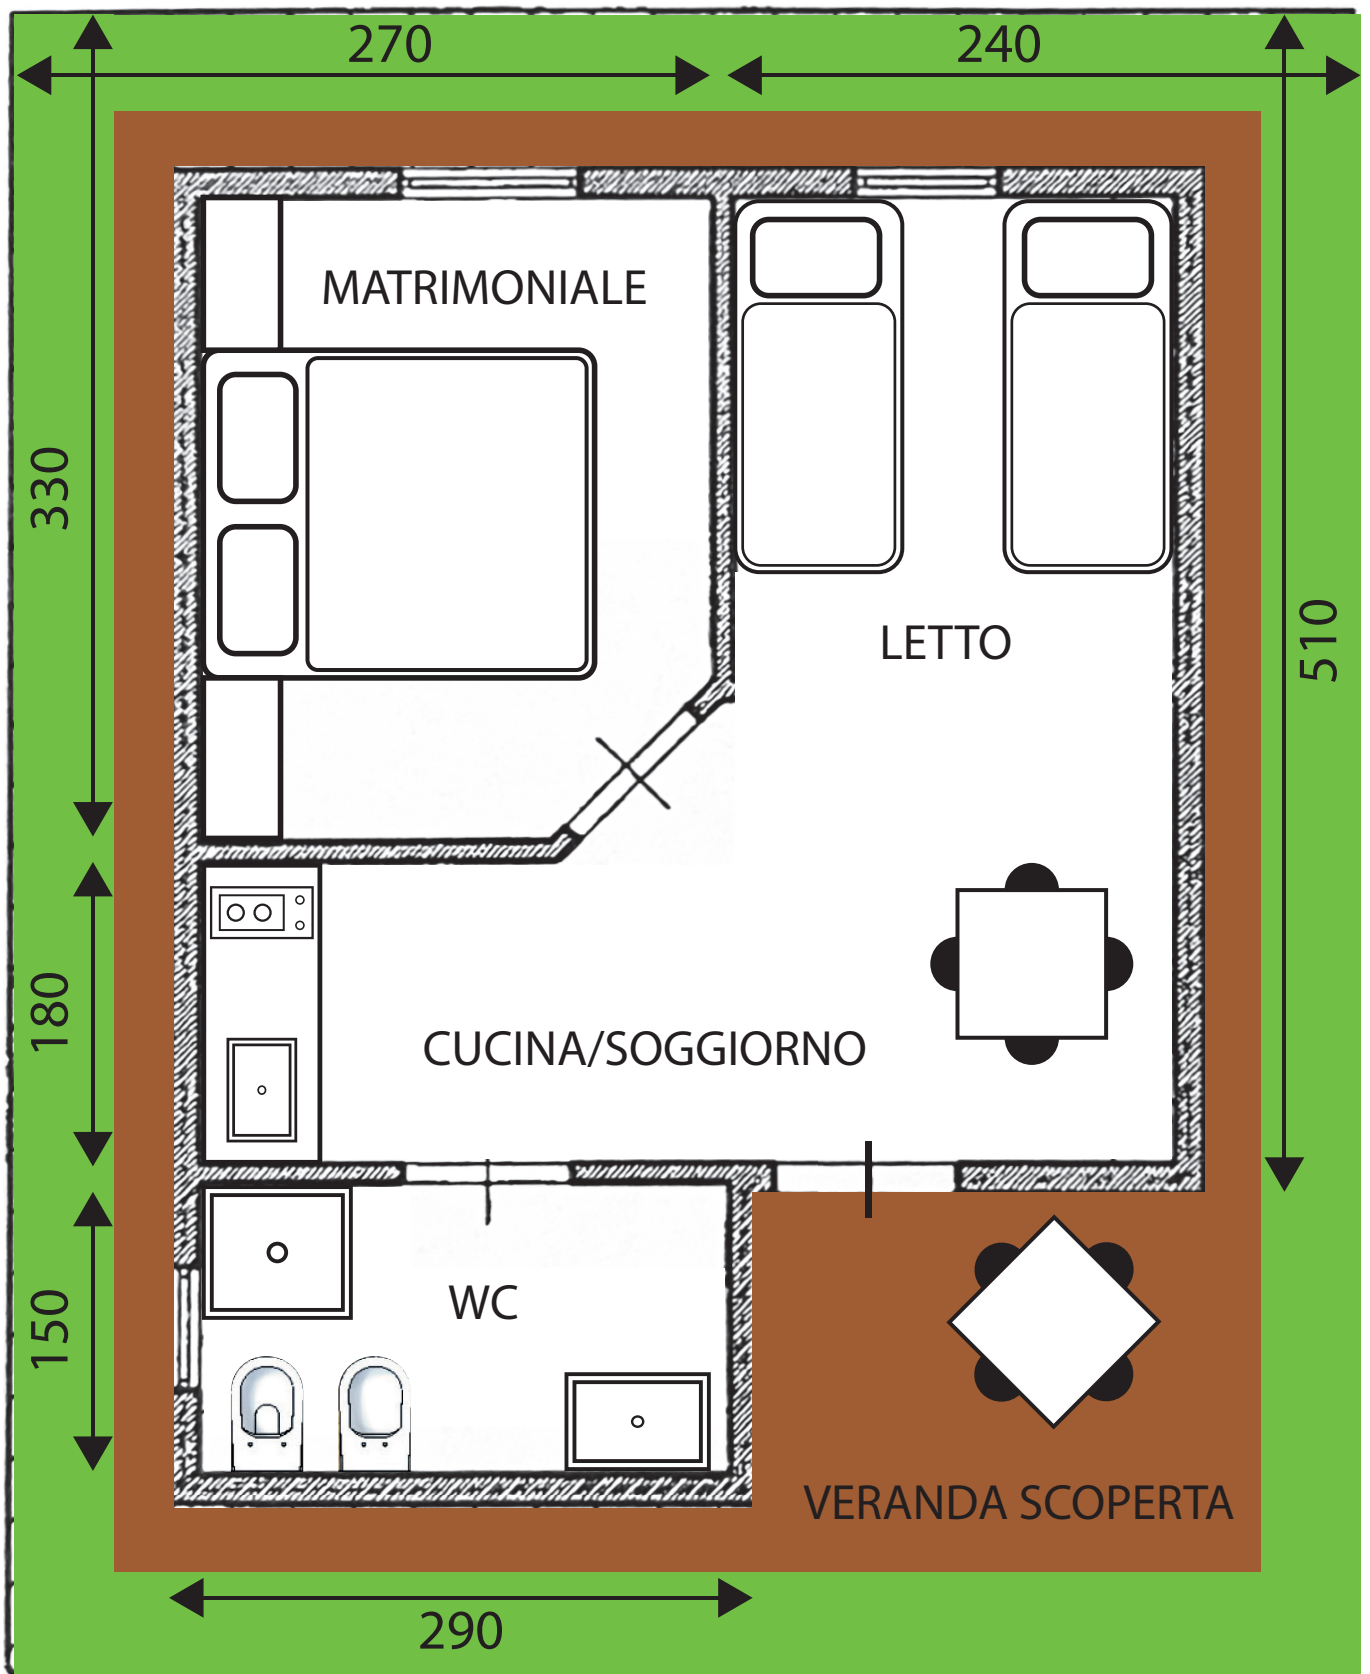 270
240
MATRIMONIALE
330
LETTO
510
180
CUCINA/SOGGIORNO
150
WC
VERANDA SCOPERTA
290